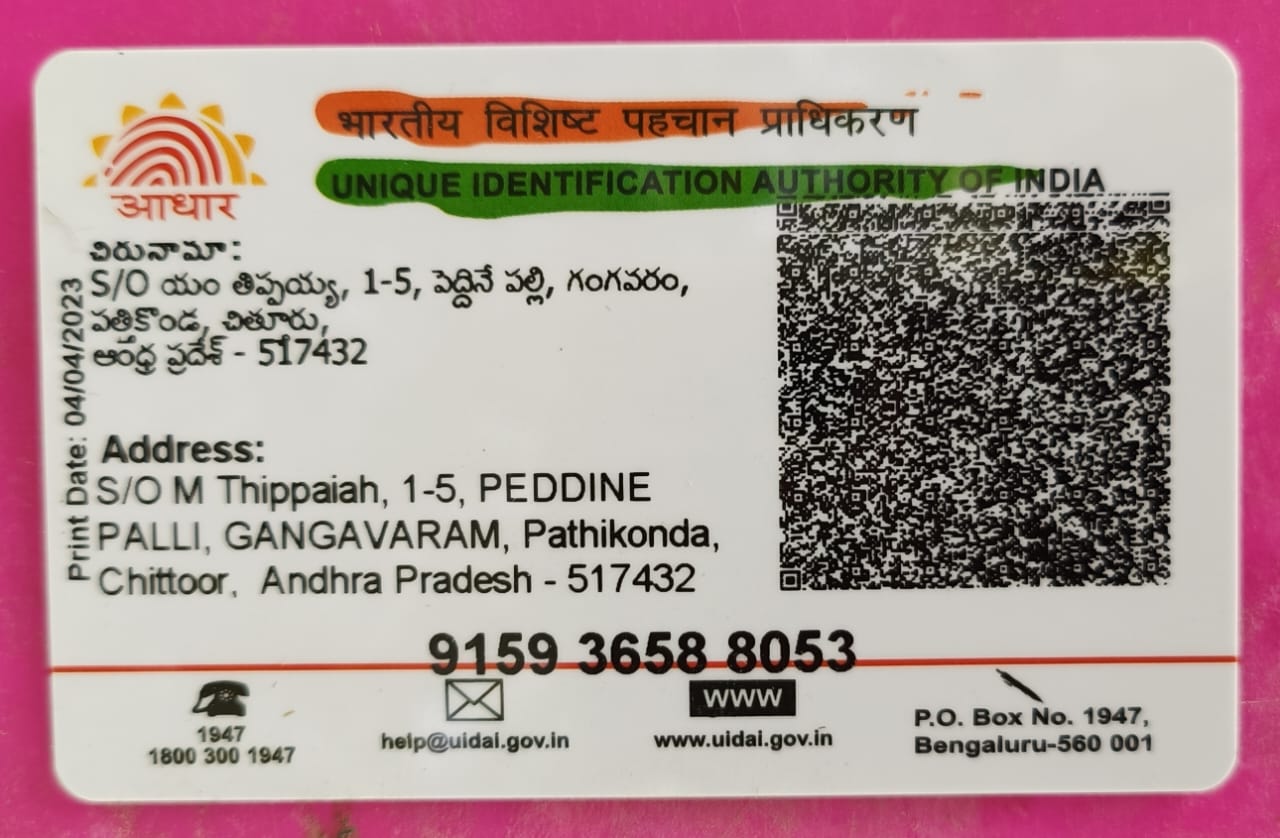 भारतीय विशिष्ट पहचान प्राधिकरण
UNIQUE IDENTIFICATION AUTHORITY OF INDIA
आधार
చిరునామా:
S/O యం తిప్పయ్య, 1-5, పెద్దినే పల్లి, గంగవరం,
పత్తికొండ, చిత్తూరు,
ఆంధ్ర ప్రదేశ్ - 517432
Print Date: 04/04/2023
Address:
S/O M Thippaiah, 1-5, PEDDINE
PALLI, GANGAVARAM, Pathikonda,
Chittoor, Andhra Pradesh - 517432
9159 3658 8053
1947
1800 300 1947
help@uidai.gov.in
www
www.uidai.gov.in
P.O. Box No. 1947,
Bengaluru-560 001